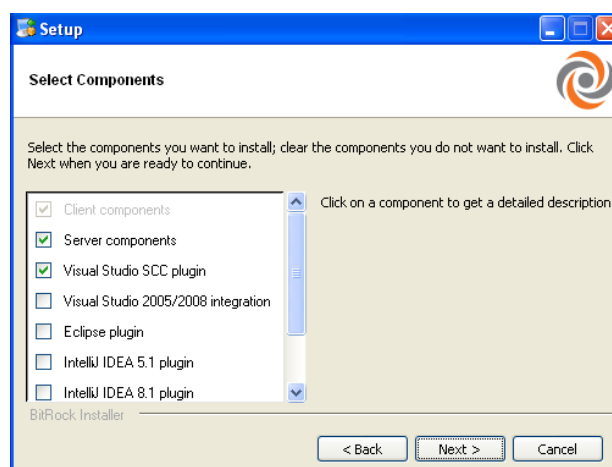 Setup
Select Components
Select the components you want to install; clear the components you do not want to install. Click
Next when you are ready to continue.
Client components
Server components
Visual Studio SCC plugin
Visual Studio 2005/2008 integration
Eclipse plugin
IntelliJ IDEA 5.1 plugin
IntelliJ IDEA 8.1 plugin
Click on a component to get a detailed description
BitRock Installer
< Back
Next >
Cancel